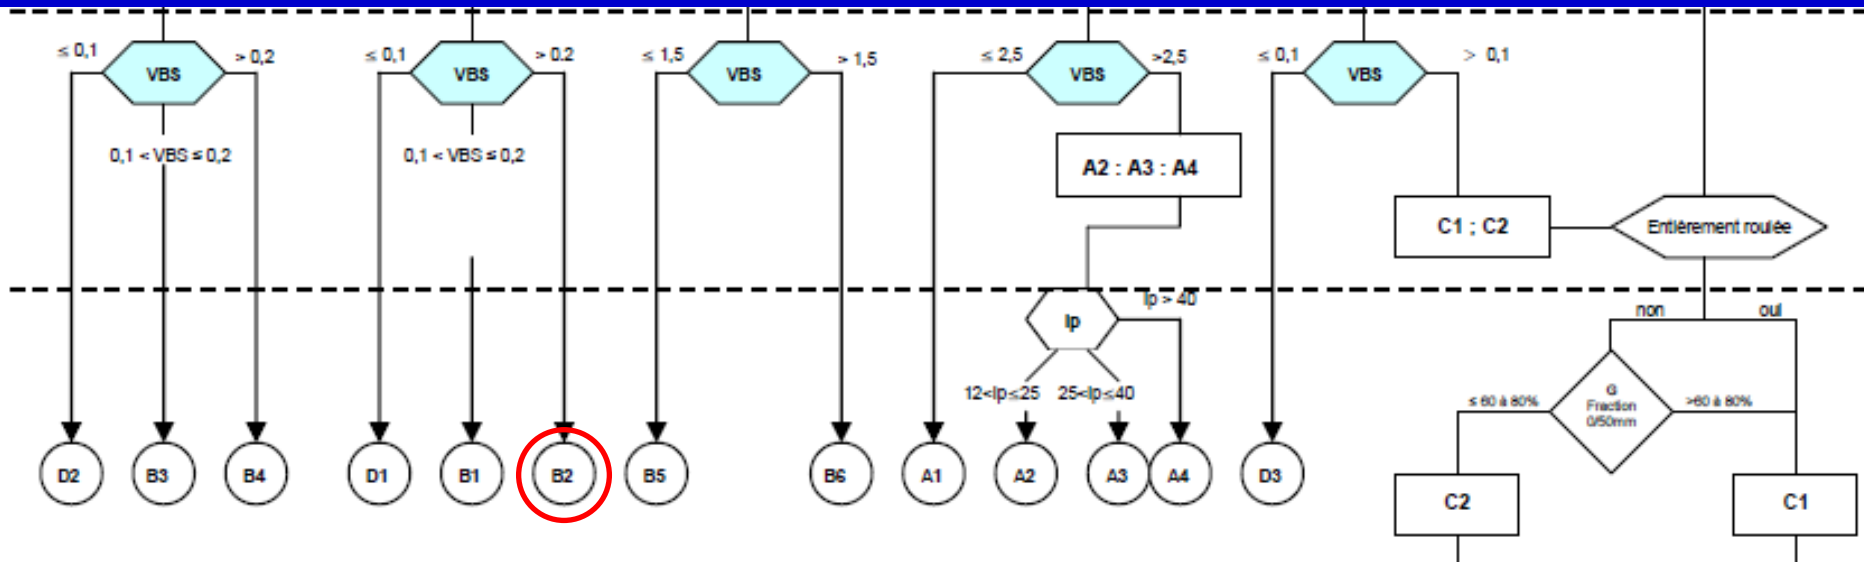 ≤ 0,1
VBS
> 0,2
0,1 < VBS ≤ 0,2
≤ 0,1
VBS
> 0.2
0,1 < VBS ≤ 0,2
≤ 1,5
VBS
> 1,5
≤ 2,5
VBS
>2,5
A2 : A3 : A4
≤ 0,1
VBS
> 0,1
C1 ; C2
Entièrement roulée
Ip
Ip > 40
12<Ip≤25
25<Ip≤40
non
oui
≤ 60 à 80%
G
Fraction
0/50mm
>60 à 80%
D2
B3
B4
D1
B1
B2
B5
B6
A1
A2
A3
A4
D3
C2
C1